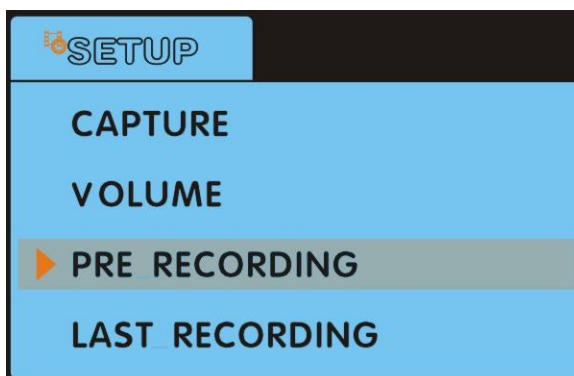 SETUP
CAPTURE
VOLUME
PRE_RECORDING
LAST_RECORDING